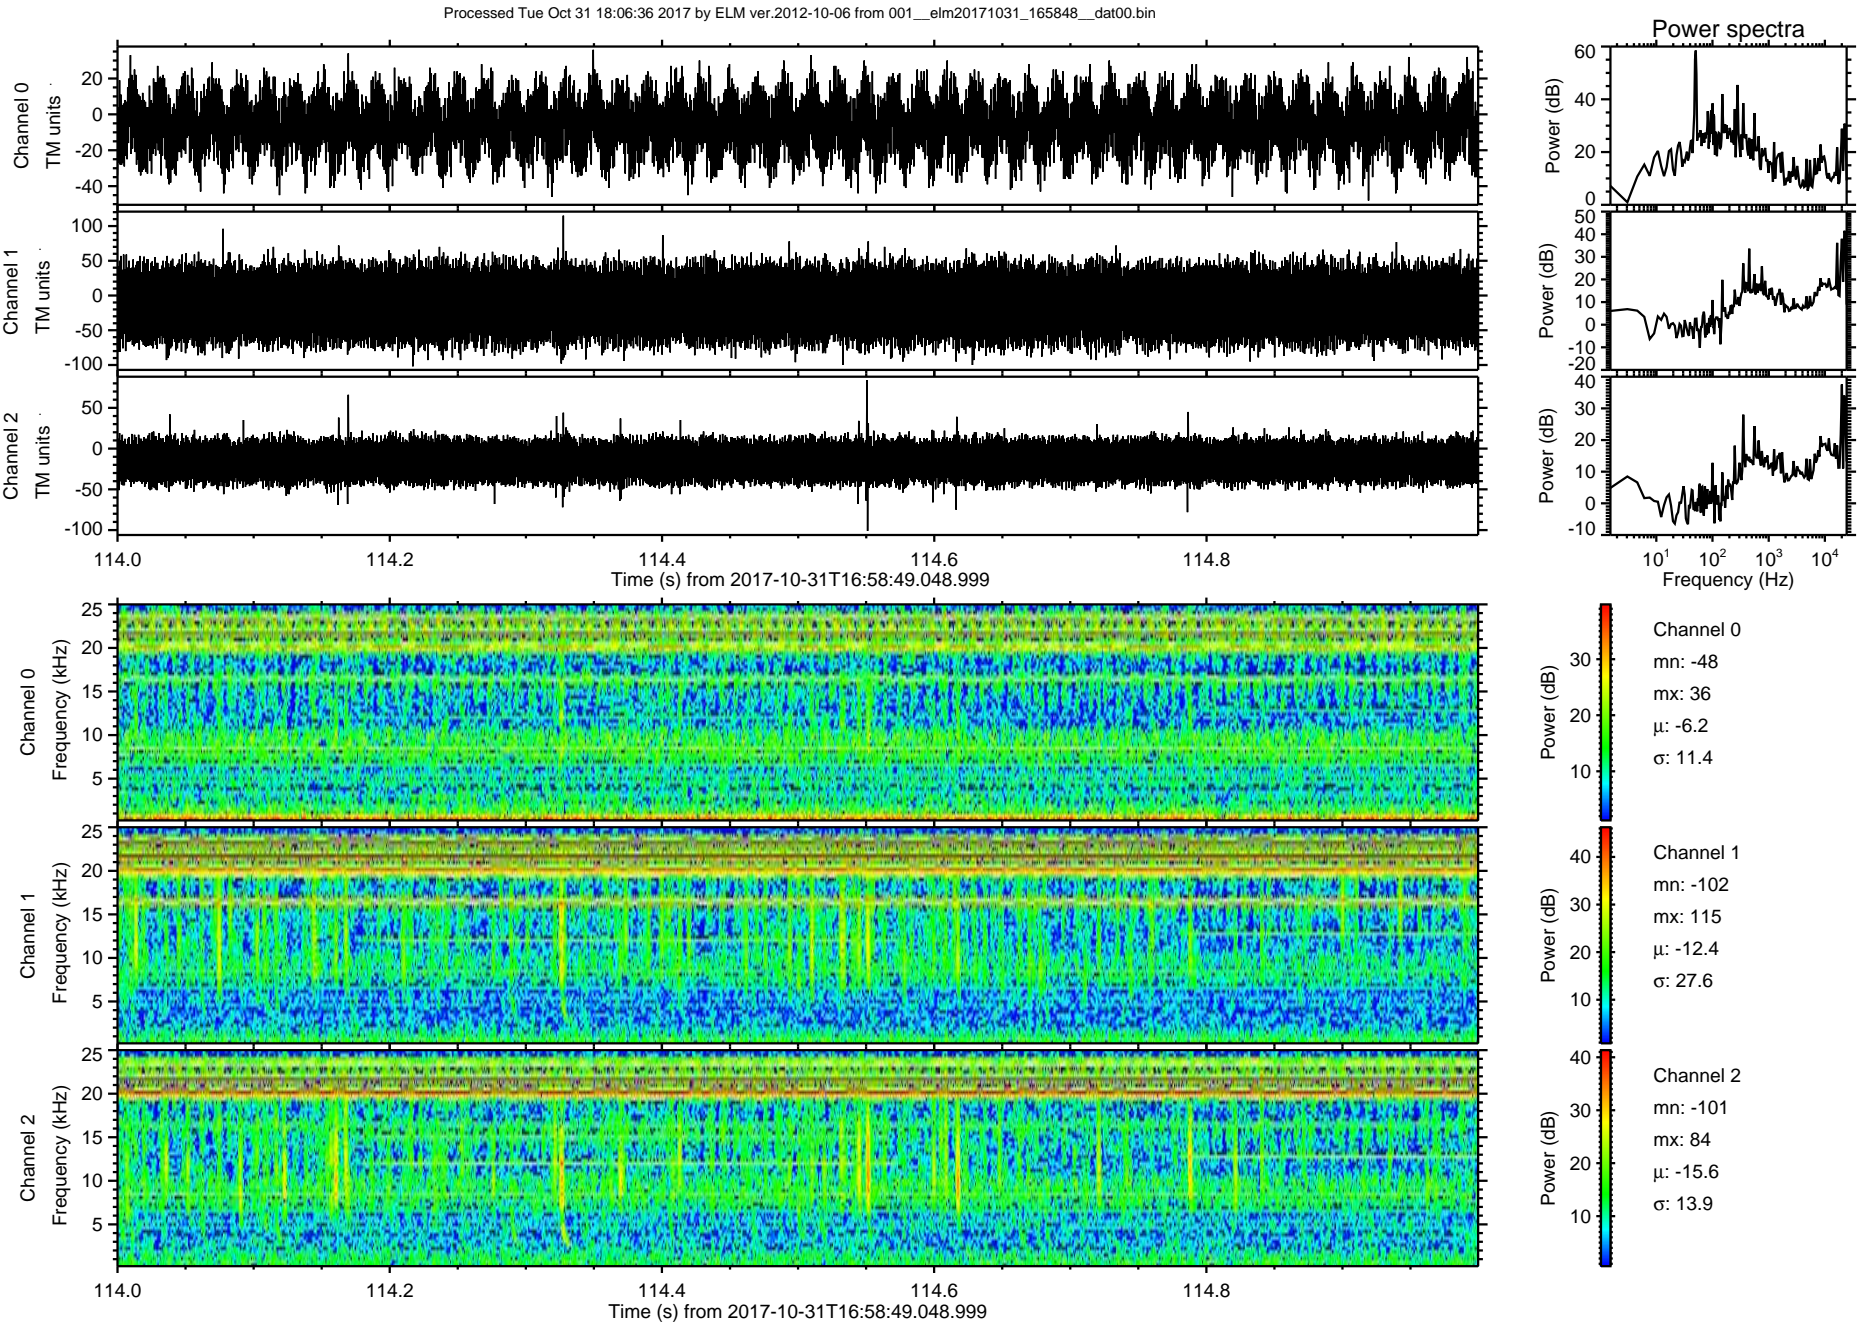 Processed Tue Oct 31 18:06:36 2017 by ELM ver.2012-10-06 from 001__elm20171031_165848__dat00.bin
Power spectra
Channel 0
TM units
20
0
-20
-40
Power (dB)
60
40
20
0
Channel 1
TM units
100
50
0
-50
-100
Power (dB)
50
40
30
20
10
0
-10
-20
Channel 2
TM units
50
0
-50
-100
Power (dB)
40
30
20
10
0
-10
114.0 114.2 114.4 114.6 114.8
Time (s) from 2017-10-31T16:58:49.048.999
10¹ 10² 10³ 10⁴
Frequency (Hz)
Channel 0
Frequency (kHz)
25
20
15
10
5
Power (dB)
30
20
10
Channel 0
mn: -48
mx: 36
μ: -6.2
σ: 11.4
Channel 1
Frequency (kHz)
25
20
15
10
5
Power (dB)
40
30
20
10
Channel 1
mn: -102
mx: 115
μ: -12.4
σ: 27.6
Channel 2
Frequency (kHz)
25
20
15
10
5
Power (dB)
40
30
20
10
Channel 2
mn: -101
mx: 84
μ: -15.6
σ: 13.9
114.0 114.2 114.4 114.6 114.8
Time (s) from 2017-10-31T16:58:49.048.999